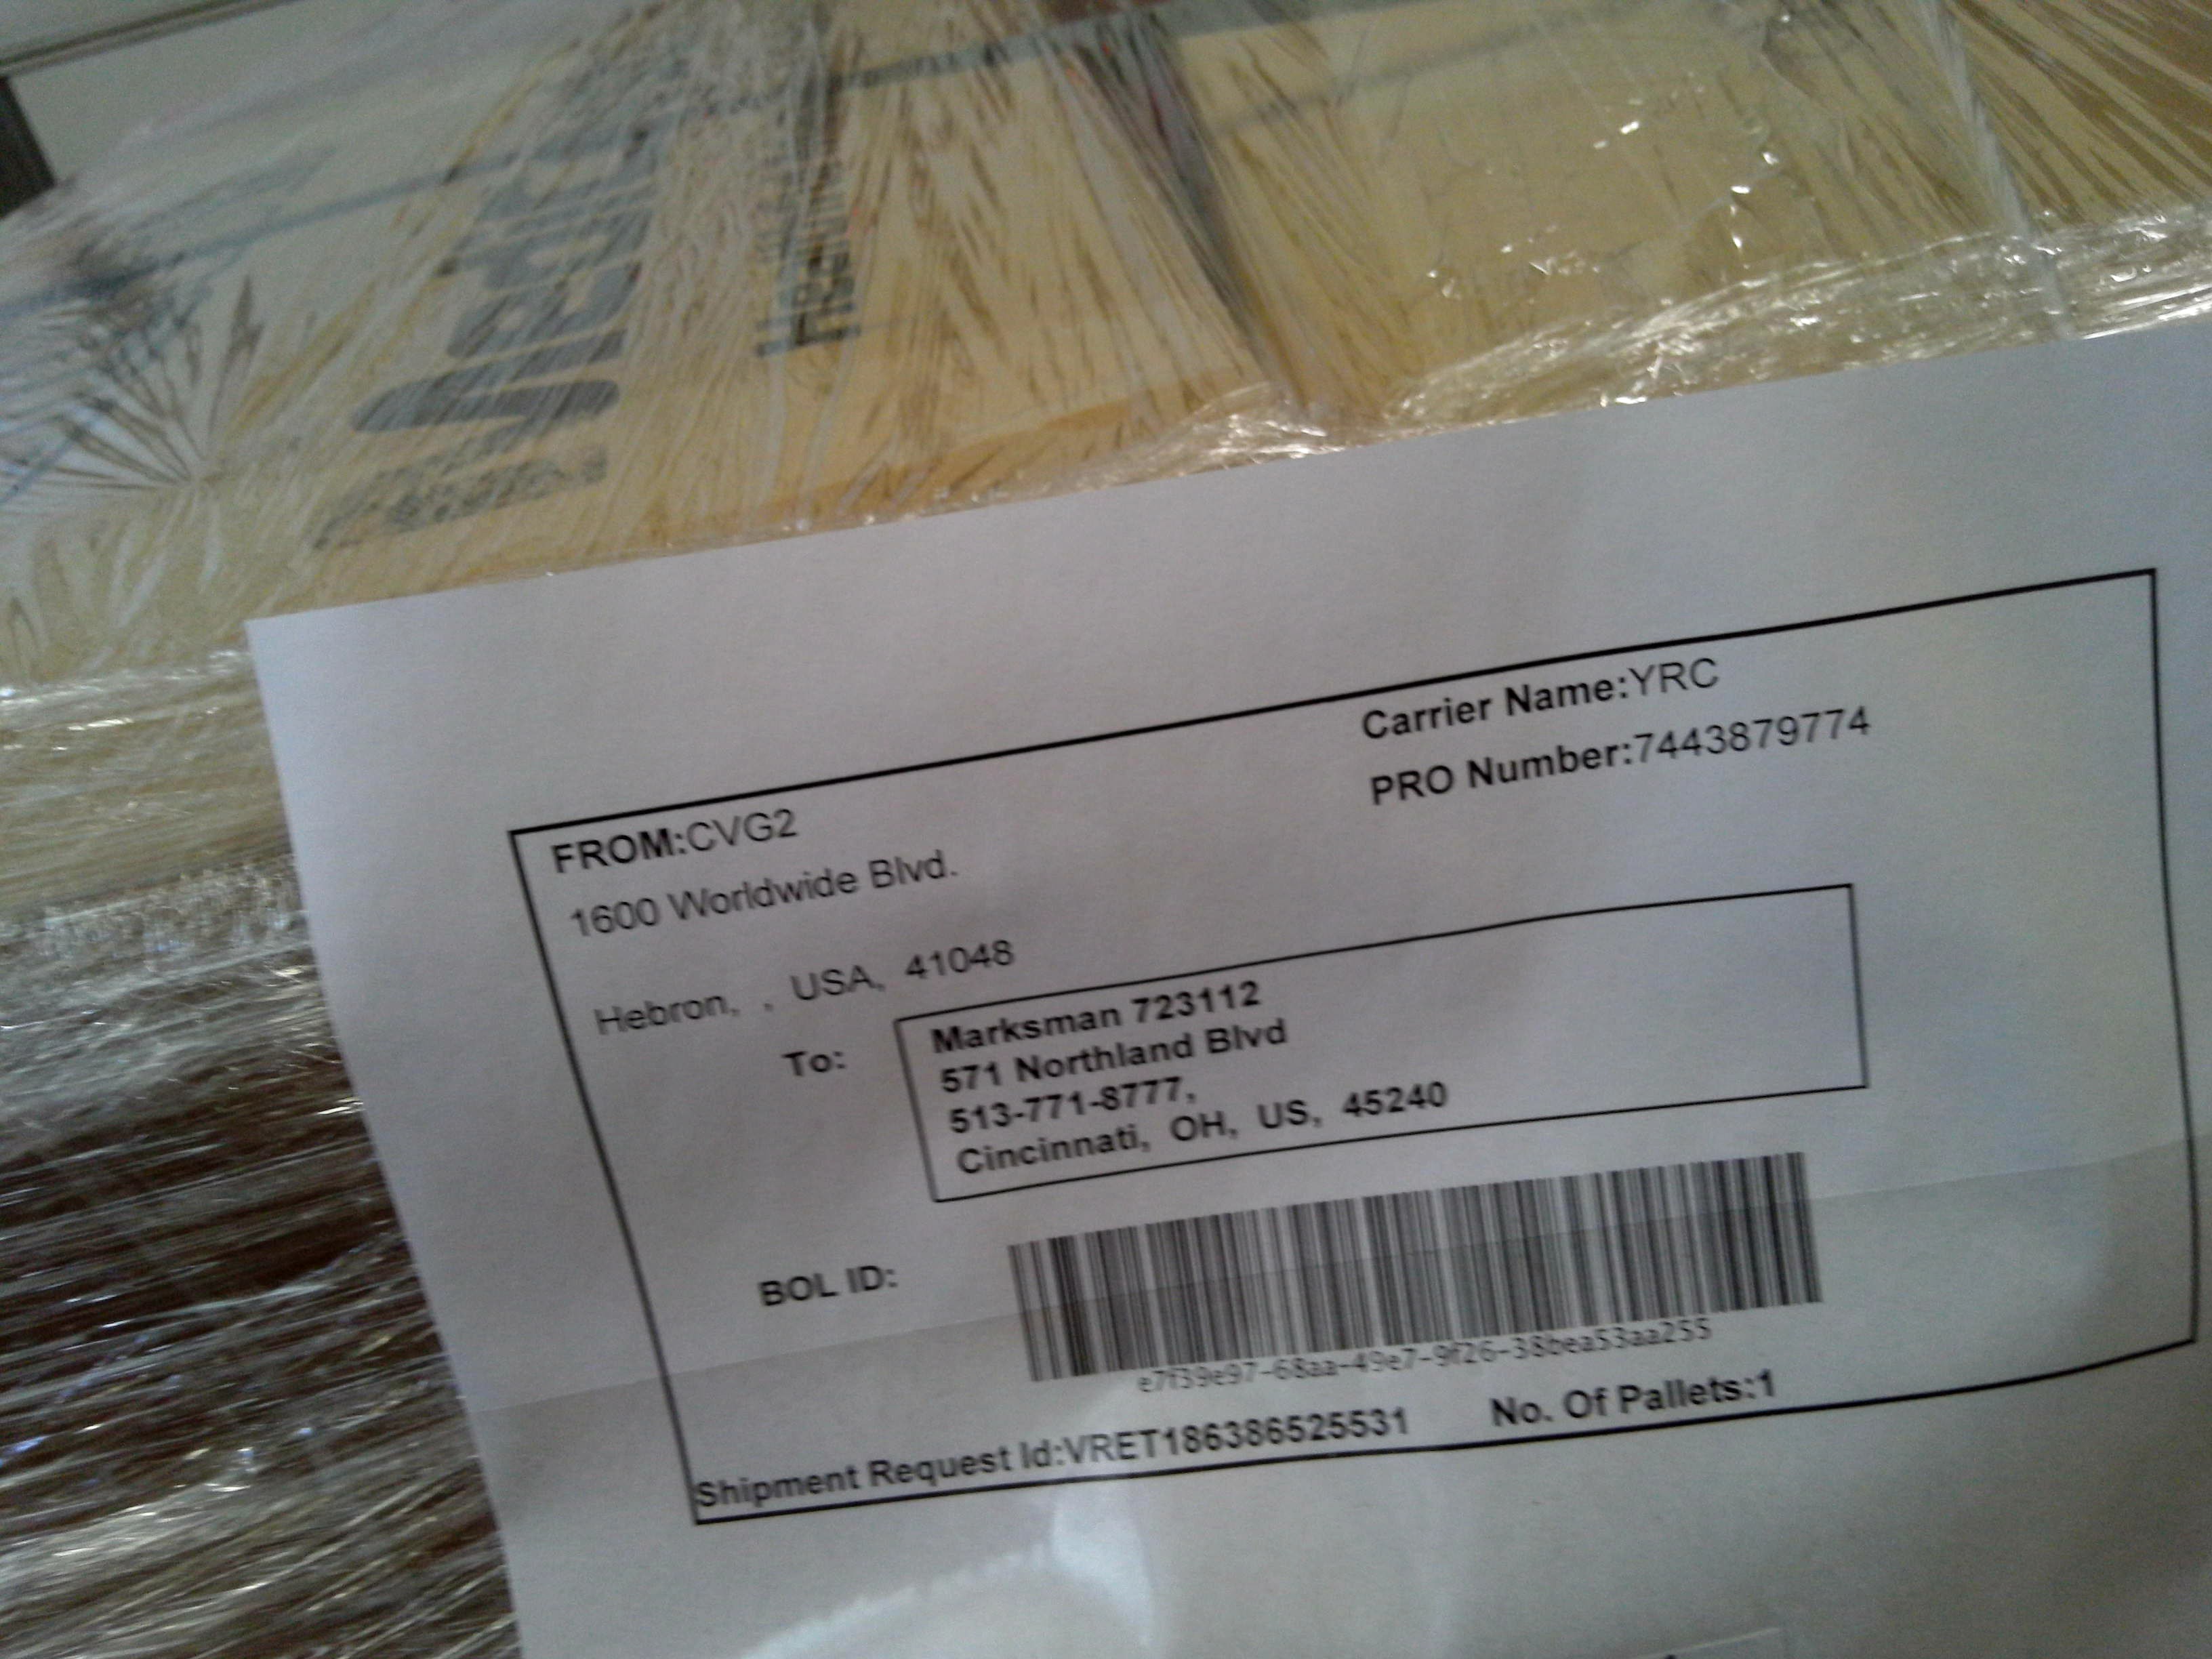 FROM:CVG2
1600 Worldwide Blvd.
Hebron, , USA, 41048
Carrier Name:YRC
PRO Number:7443879774
To:
Marksman 723112
571 Northland Blvd
513-771-8777,
Cincinnati, OH, US, 45240
BOL ID:
e7f39e97-68aa-49e7-9f26-38bea53aa255
Shipment Request Id:VRET186386525531 No. Of Pallets:1